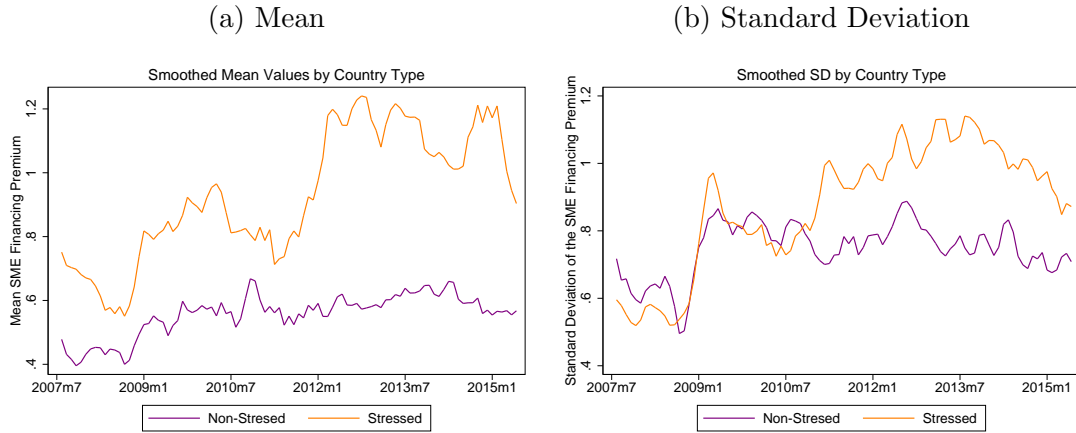 (a) Mean
Smoothed Mean Values by Country Type
Mean SME Financing Premium
1.2
1
.8
.6
.4
2007m7 2009m1 2010m7 2012m1 2013m7 2015m1
Non-Stresed Stressed
(b) Standard Deviation
Smoothed SD by Country Type
Standard Deviation of the SME Financing Premium
1.2
1
.8
.6
.4
2007m7 2009m1 2010m7 2012m1 2013m7 2015m1
Non-Stresed Stressed